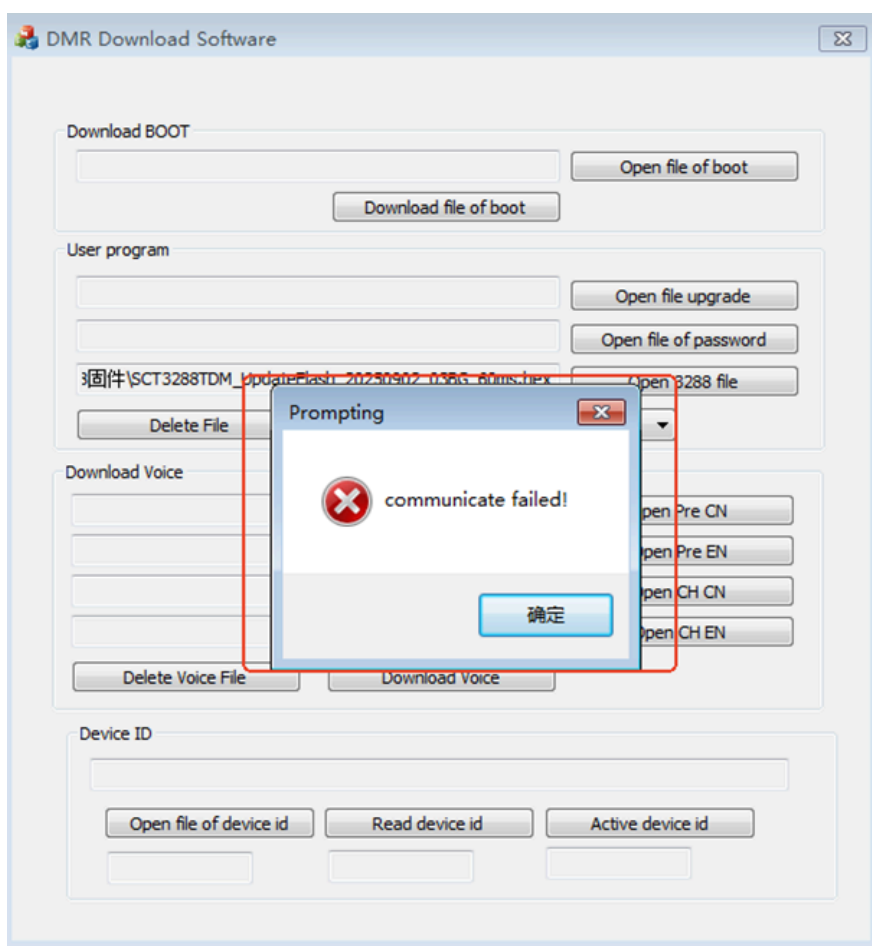 DMR Download Software
Download BOOT
Open file of boot
Download file of boot
User program
Open file upgrade
Open file of password
固件\SCT3288TDM_UpdateFlash_20250902_03BG_60ms.hex
Open 3288 file
Delete File
Prompting
communicate failed!
确定
Download Voice
pen Pre CN
pen Pre EN
pen CH CN
pen CH EN
Delete Voice File
Download Voice
Device ID
Open file of device id
Read device id
Active device id